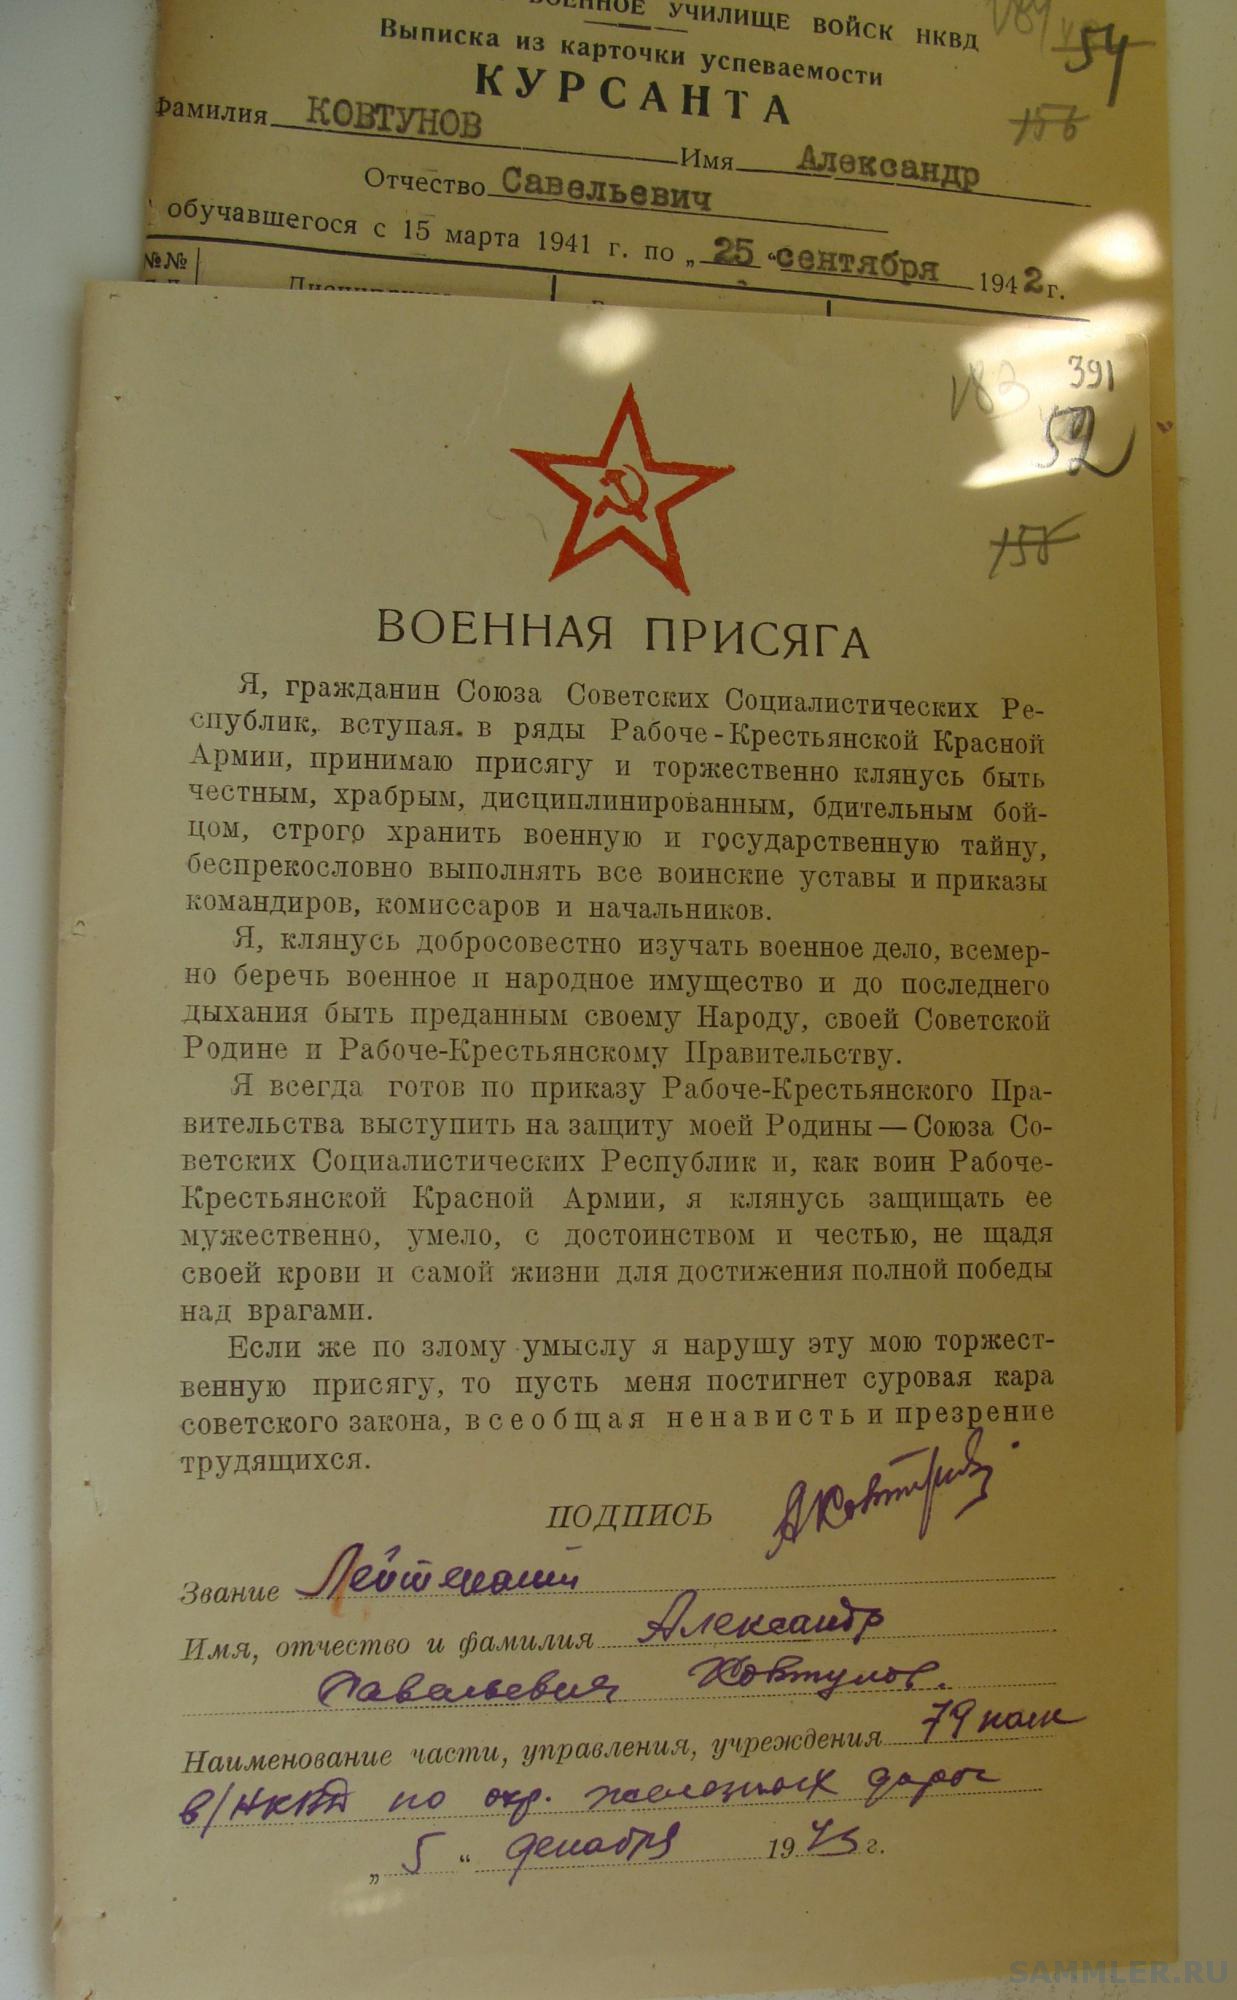 ВОЕННОЕ УЧИЛИЩЕ ВОЙСК НКВД
Выписка из карточки успеваемости
54
КУРСАНТА
156
Фамилия КОВТУНОВ Имя Александр
Отчество Савельевич
обучавшегося с 15 марта 1941 г. по „25“ сентября 1942 г.
№№
391
183
52
156
ВОЕННАЯ ПРИСЯГА
Я, гражданин Союза Советских Социалистических Ре-
спублик, вступая в ряды Рабоче-Крестьянской Красной
Армии, принимаю присягу и торжественно клянусь быть
честным, храбрым, дисциплинированным, бдительным бой-
цом, строго хранить военную и государственную тайну,
беспрекословно выполнять все воинские уставы и приказы
командиров, комиссаров и начальников.
Я, клянусь добросовестно изучать военное дело, всемер-
но беречь военное и народное имущество и до последнего
дыхания быть преданным своему Народу, своей Советской
Родине и Рабоче-Крестьянскому Правительству.
Я всегда готов по приказу Рабоче-Крестьянского Пра-
вительства выступить на защиту моей Родины — Союза Со-
ветских Социалистических Республик и, как воин Рабоче-
Крестьянской Красной Армии, я клянусь защищать ее
мужественно, умело, с достоинством и честью, не щадя
своей крови и самой жизни для достижения полной победы
над врагами.
Если же по злому умыслу я нарушу эту мою торжест-
венную присягу, то пусть меня постигнет суровая кара
советского закона, всеобщая ненависть и презрение
трудящихся.
ПОДПИСЬ АКовтунов
Звание Лейтенант
Имя, отчество и фамилия Александр
Савельевич Ковтунов.
Наименование части, управления, учреждения 79 полк
в/НКВД по охр. железных дорог
„5“ декабря 1943 г.
SAMMLER.RU